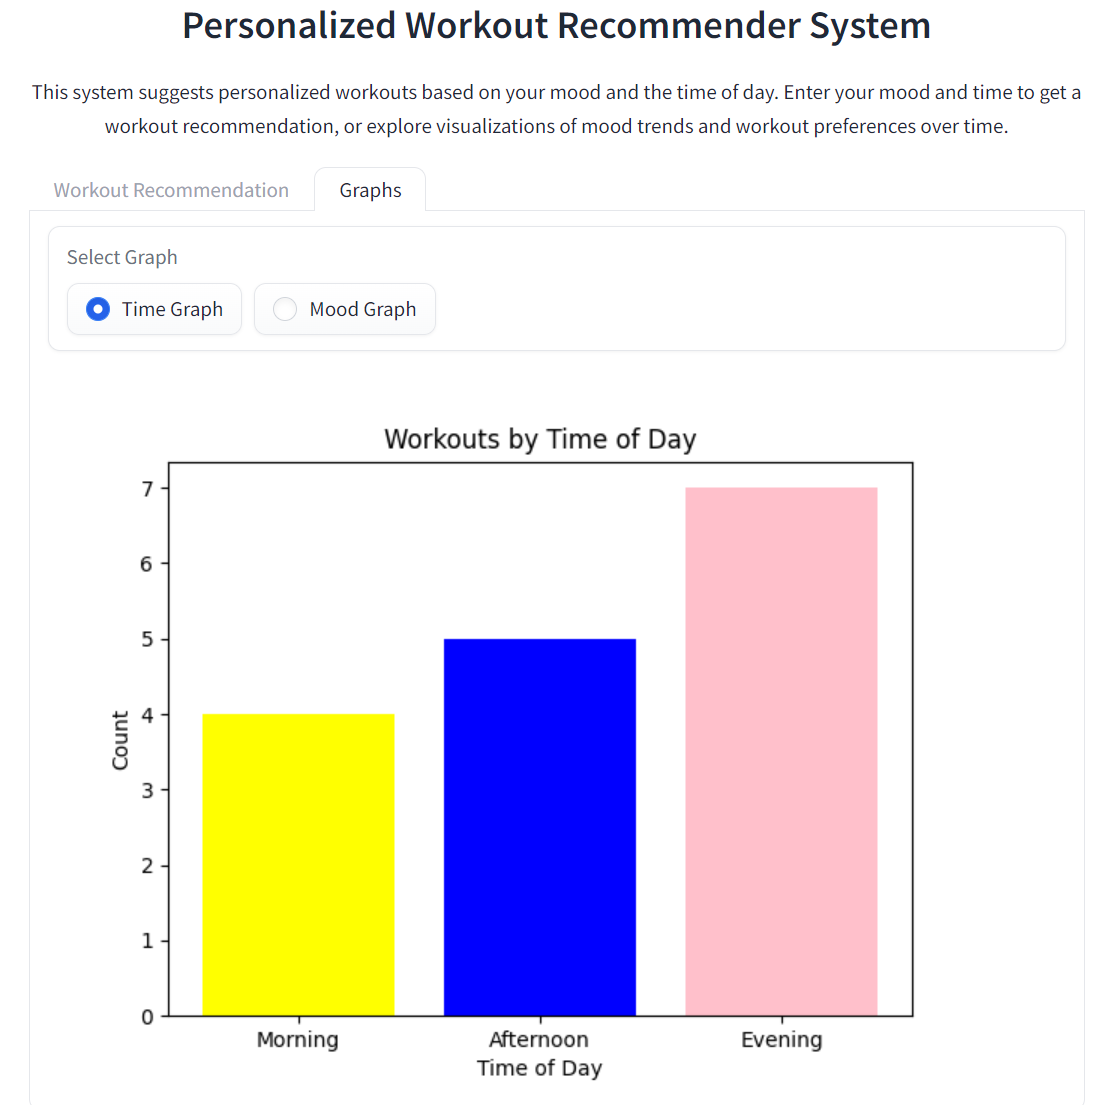 Personalized Workout Recommender System
This system suggests personalized workouts based on your mood and the time of day. Enter your mood and time to get a
workout recommendation, or explore visualizations of mood trends and workout preferences over time.
Workout Recommendation
Graphs
Select Graph
Time Graph
Mood Graph
Workouts by Time of Day
7
6
5
4
3
2
1
0
Count
Morning
Afternoon
Evening
Time of Day